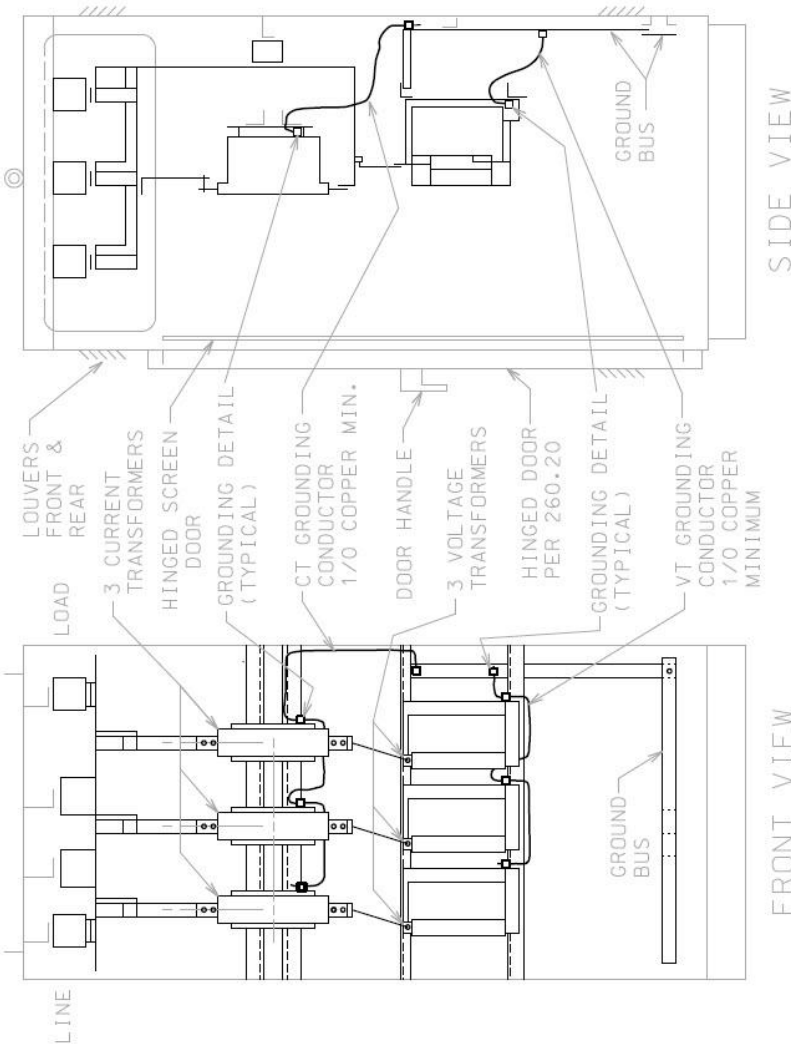 LINE
LOAD
LOUVERS
FRONT &
REAR
3 CURRENT
TRANSFORMERS
HINGED SCREEN
DOOR
GROUNDING DETAIL
(TYPICAL)
CT GROUNDING
CONDUCTOR
1/0 COPPER MIN.
DOOR HANDLE
3 VOLTAGE
TRANSFORMERS
HINGED DOOR
PER 260.20
GROUNDING DETAIL
(TYPICAL)
VT GROUNDING
CONDUCTOR
1/0 COPPER
MINIMUM
GROUND
BUS
GROUND
BUS
FRONT VIEW
SIDE VIEW